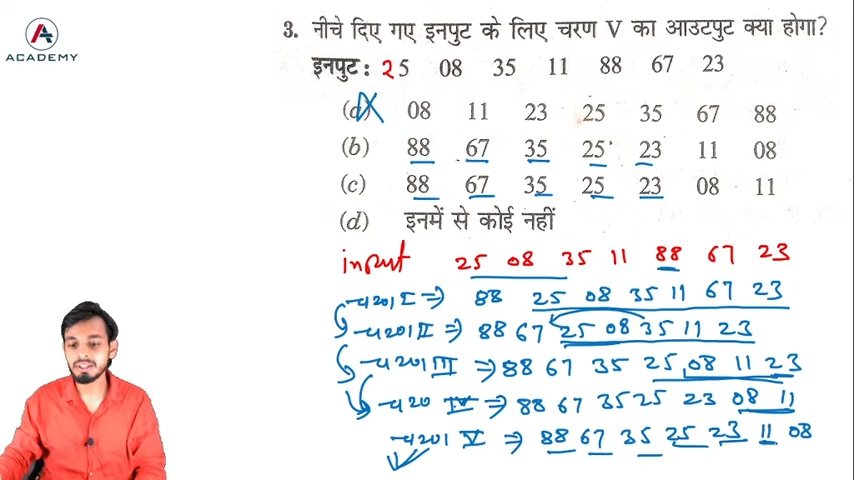 A
ACADEMY
3. नीचे दिए गए इनपुट के लिए चरण V का आउटपुट क्या होगा?
इनपुट: 25 08 35 11 88 67 23
(a) 08 11 23 25 35 67 88
(b) 88 67 35 25 23 11 08
(c) 88 67 35 25 23 08 11
(d) इनमें से कोई नहीं
input 25 08 35 11 88 67 23
चरण I ⇒ 88 25 08 35 11 67 23
चरण II ⇒ 88 67 25 08 35 11 23
चरण III ⇒ 88 67 35 25 08 11 23
चरण IV ⇒ 88 67 35 25 23 08 11
चरण V ⇒ 88 67 35 25 23 11 08